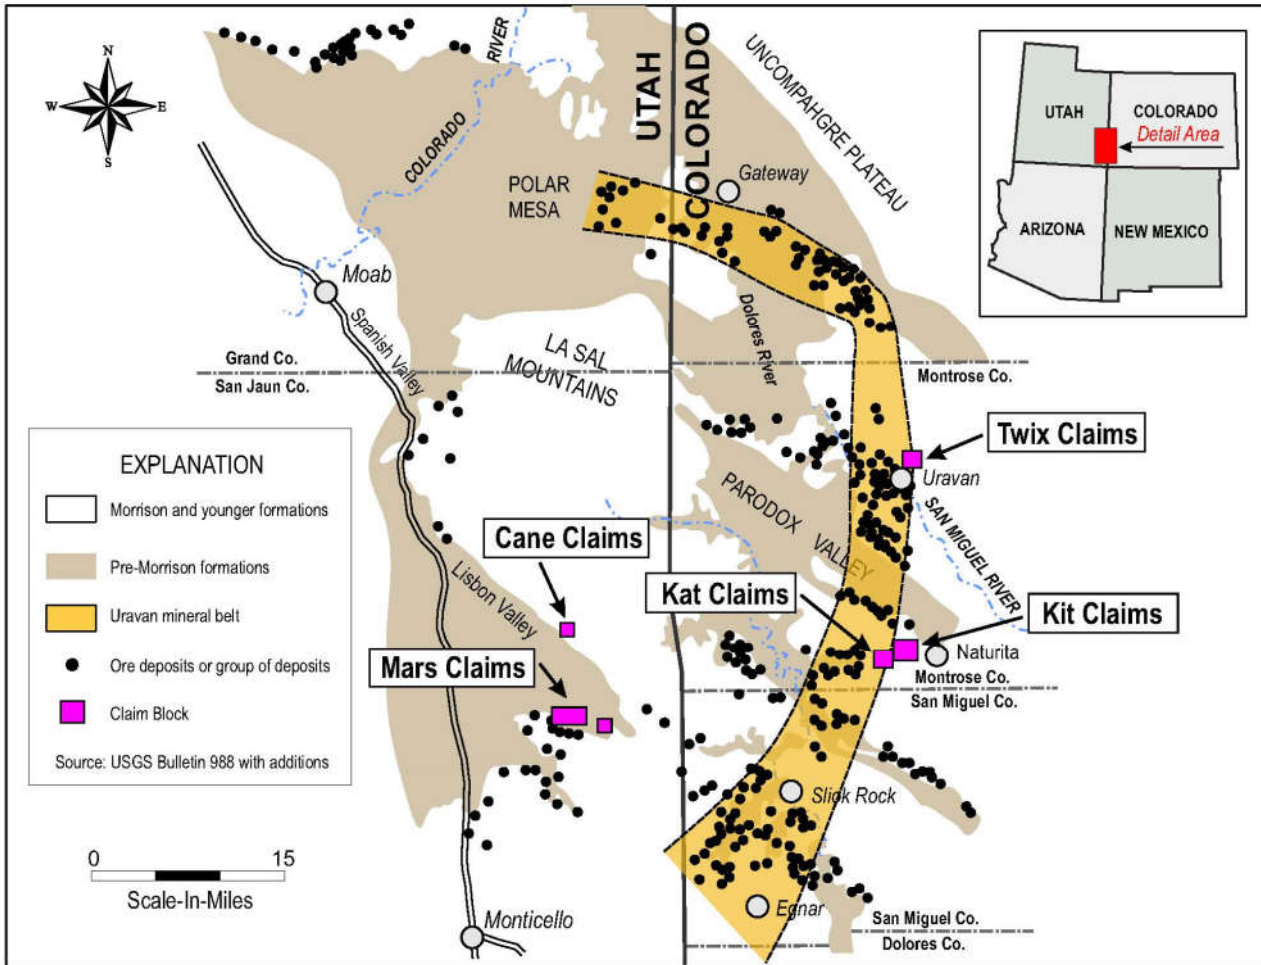 N
W
E
S
RIVER
COLORADO
UTAH
COLORADO
UNCOMPAHGRE PLATEAU
UTAH
COLORADO
Detail Area
ARIZONA
NEW MEXICO
POLAR
MESA
Gateway
Moab
Spanish Valley
Dolores River
LA SAL
MOUNTAINS
Grand Co.
San Jaun Co.
Montrose Co.
Twix Claims
Uravan
SAN MIGUEL RIVER
PARODOX
VALLEY
EXPLANATION
Morrison and younger formations
Pre-Morrison formations
Uravan mineral belt
Ore deposits or group of deposits
Claim Block
Source: USGS Bulletin 988 with additions
Cane Claims
Lisbon Valley
Kat Claims
Kit Claims
Naturita
Mars Claims
Montrose Co.
San Miguel Co.
Slick Rock
0
15
Scale-In-Miles
Monticello
Egnar
San Miguel Co.
Dolores Co.